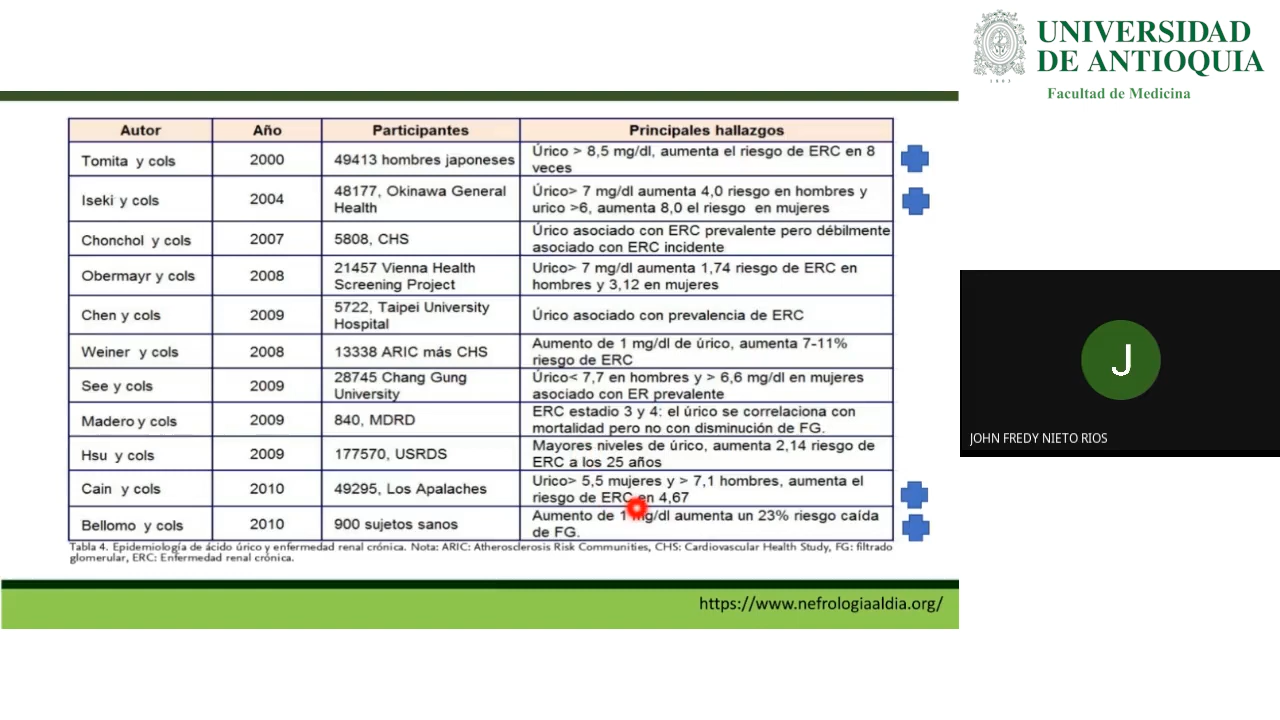 UNIVERSIDAD
DE ANTIOQUIA
1803
Facultad de Medicina
Autor Año Participantes Principales hallazgos
Tomita y cols 2000 49413 hombres japoneses Úrico > 8,5 mg/dl, aumenta el riesgo de ERC en 8
veces
Iseki y cols 2004 48177, Okinawa General
Health Úrico> 7 mg/dl aumenta 4,0 riesgo en hombres y
urico >6, aumenta 8,0 el riesgo en mujeres
Chonchol y cols 2007 5808, CHS Úrico asociado con ERC prevalente pero débilmente
asociado con ERC incidente
Obermayr y cols 2008 21457 Vienna Health
Screening Project Urico> 7 mg/dl aumenta 1,74 riesgo de ERC en
hombres y 3,12 en mujeres
Chen y cols 2009 5722, Taipei University
Hospital Úrico asociado con prevalencia de ERC
Weiner y cols 2008 13338 ARIC más CHS Aumento de 1 mg/dl de úrico, aumenta 7-11%
riesgo de ERC
See y cols 2009 28745 Chang Gung
University Úrico< 7,7 en hombres y > 6,6 mg/dl en mujeres
asociado con ER prevalente
Madero y cols 2009 840, MDRD ERC estadio 3 y 4: el úrico se correlaciona con
mortalidad pero no con disminución de FG.
Hsu y cols 2009 177570, USRDS Mayores niveles de úrico, aumenta 2,14 riesgo de
ERC a los 25 años
Cain y cols 2010 49295, Los Apalaches Urico> 5,5 mujeres y > 7,1 hombres, aumenta el
riesgo de ERC en 4,67
Bellomo y cols 2010 900 sujetos sanos Aumento de 1 mg/dl aumenta un 23% riesgo caída
de FG.
Tabla 4. Epidemiología de ácido úrico y enfermedad renal crónica. Nota: ARIC: Atherosclerosis Risk Communities, CHS: Cardiovascular Health Study, FG: filtrado
glomerular, ERC: Enfermedad renal crónica.
https://www.nefrologiaaldia.org/
J
JOHN FREDY NIETO RIOS